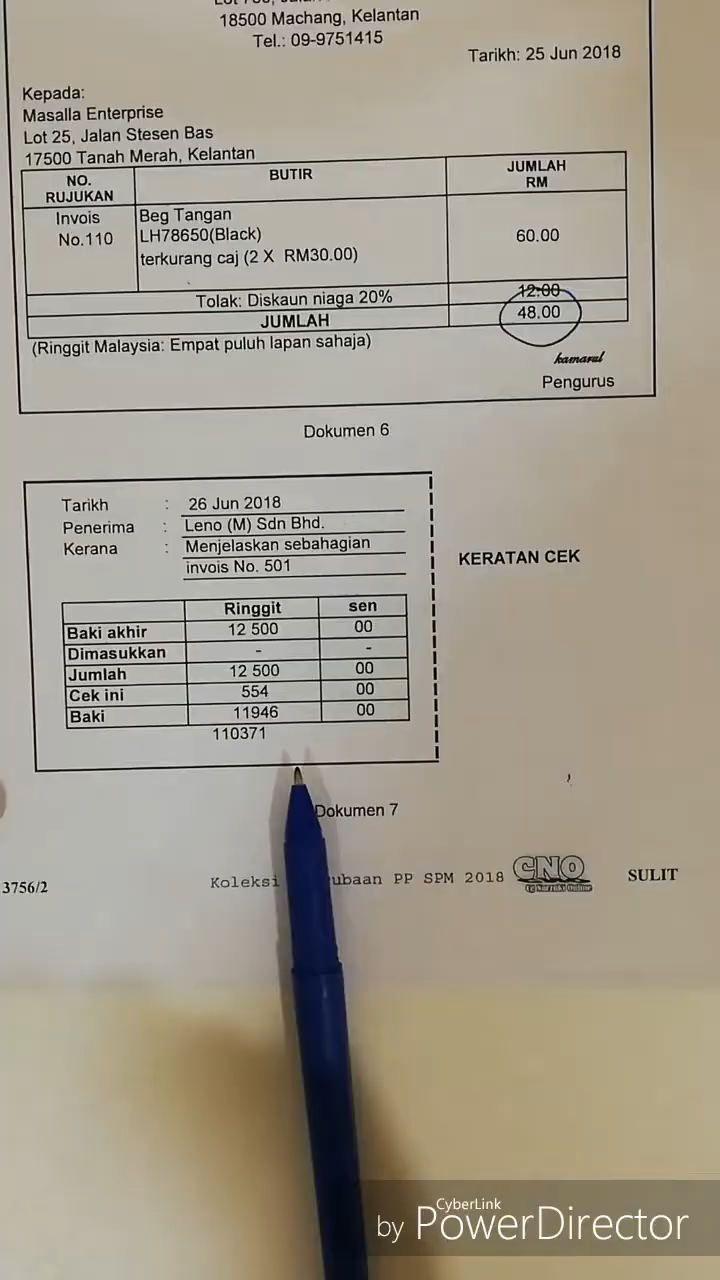 18500 Machang, Kelantan
Tel.: 09-9751415
Tarikh: 25 Jun 2018
Kepada:
Masalla Enterprise
Lot 25, Jalan Stesen Bas
17500 Tanah Merah, Kelantan
NO. RUJUKAN BUTIR JUMLAH RM
Invois No.110 Beg Tangan
LH78650(Black) 60.00
terkurang caj (2 X RM30.00)
Tolak: Diskaun niaga 20% 12.00
JUMLAH 48.00
(Ringgit Malaysia: Empat puluh lapan sahaja)
kamarul
Pengurus
Dokumen 6
Tarikh : 26 Jun 2018
Penerima : Leno (M) Sdn Bhd.
Kerana : Menjelaskan sebahagian
invois No. 501
KERATAN CEK
Ringgit sen
Baki akhir 12 500 00
Dimasukkan - -
Jumlah 12 500 00
Cek ini 554 00
Baki 11946 00
110371
Dokumen 7
3756/2 Koleksi PP SPM 2018 CNO SULIT
CyberLink
by PowerDirector